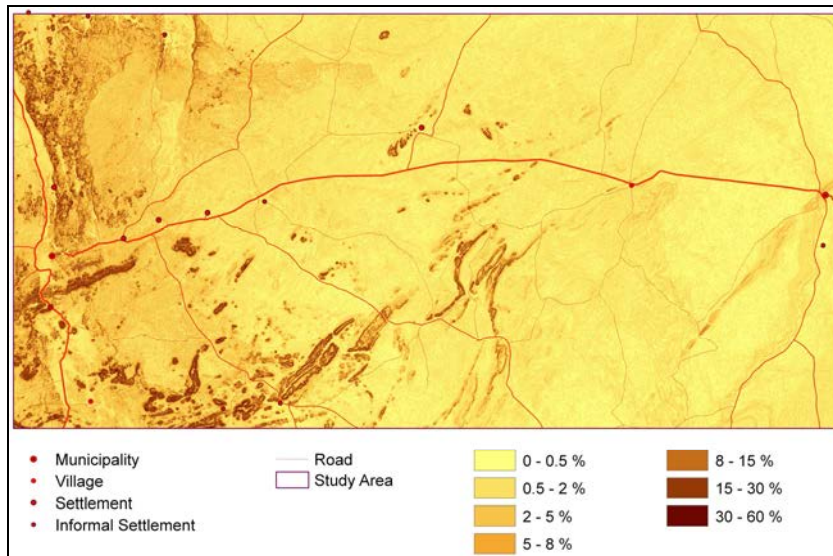 Municipality
Village
Settlement
Informal Settlement
Road
Study Area
0 - 0.5 %
0.5 - 2 %
2 - 5 %
5 - 8 %
8 - 15 %
15 - 30 %
30 - 60 %